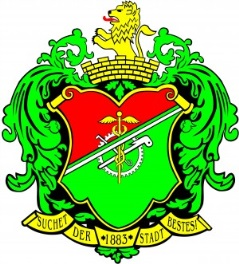 SUCHET DER 1883 STADT BESTES!